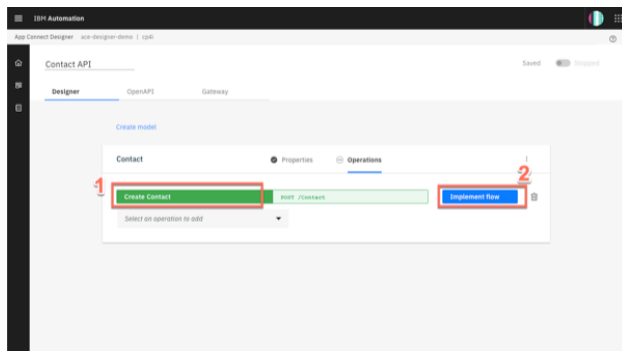 IBM Automation
App Connect Designer ace-designer-demo | cp4i
Contact API
Saved
Stopped
Designer
OpenAPI
Gateway
Create model
Contact
Properties
Operations
1
2
Create Contact
POST /Contact
Implement flow
Select an operation to add